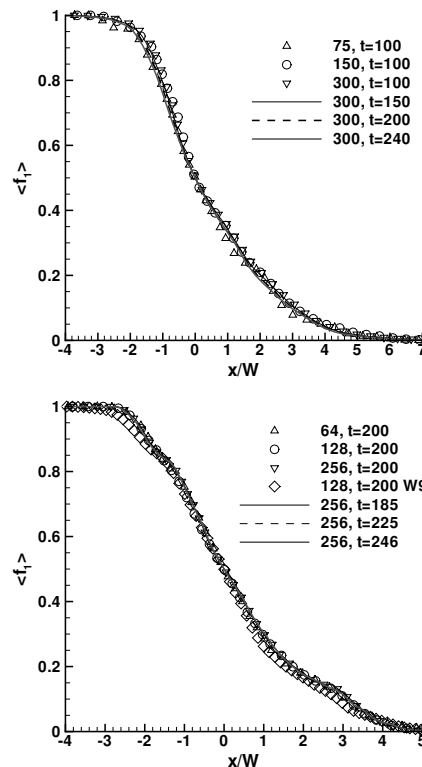 1
0.8
0.6
0.4
0.2
0
<f₁>
75, t=100
150, t=100
300, t=100
300, t=150
300, t=200
300, t=240
-4 -3 -2 -1 0 1 2 3 4 5 6 7
x/W
1
0.8
0.6
0.4
0.2
0
<f₁>
64, t=200
128, t=200
256, t=200
128, t=200 W9
256, t=185
256, t=225
256, t=246
-4 -3 -2 -1 0 1 2 3 4 5
x/W